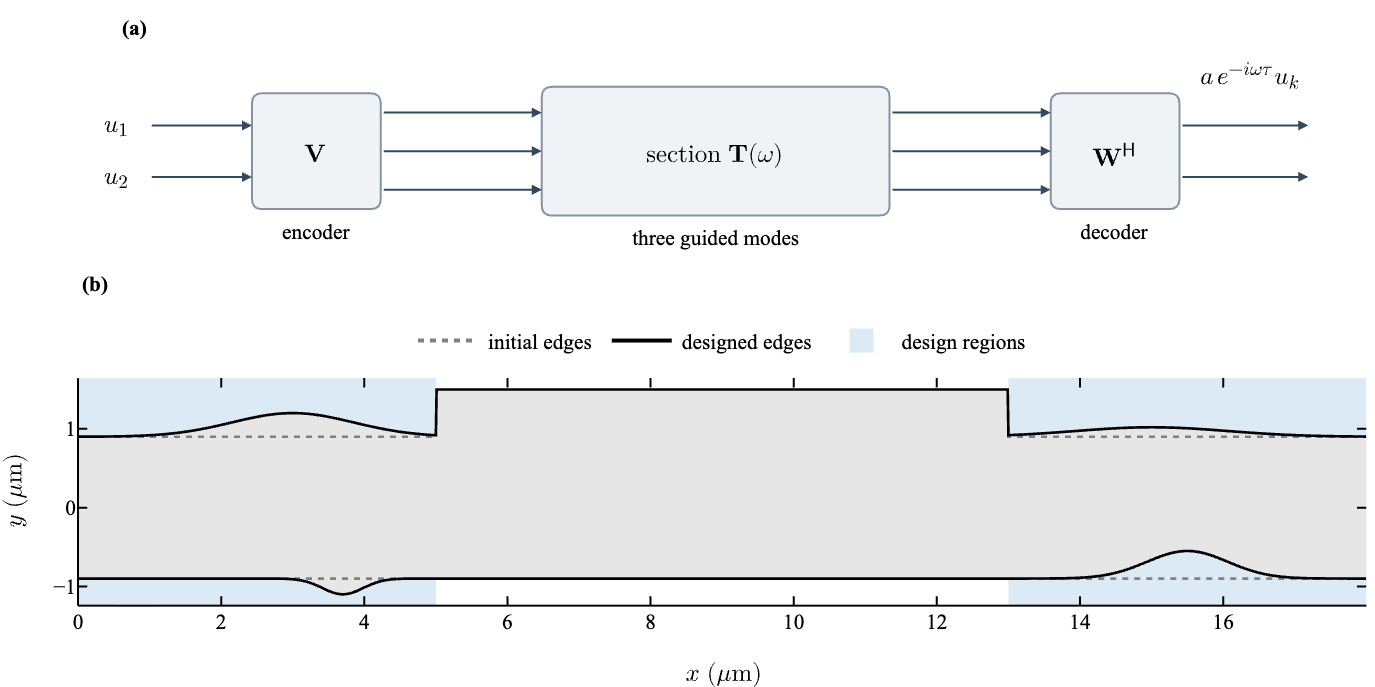 (a)
a e^{-iωτ} u_k
u_1
u_2
V
section T(ω)
W^H
encoder
three guided modes
decoder
(b)
initial edges designed edges design regions
1
0
−1
y (μm)
0 2 4 6 8 10 12 14 16
x (μm)